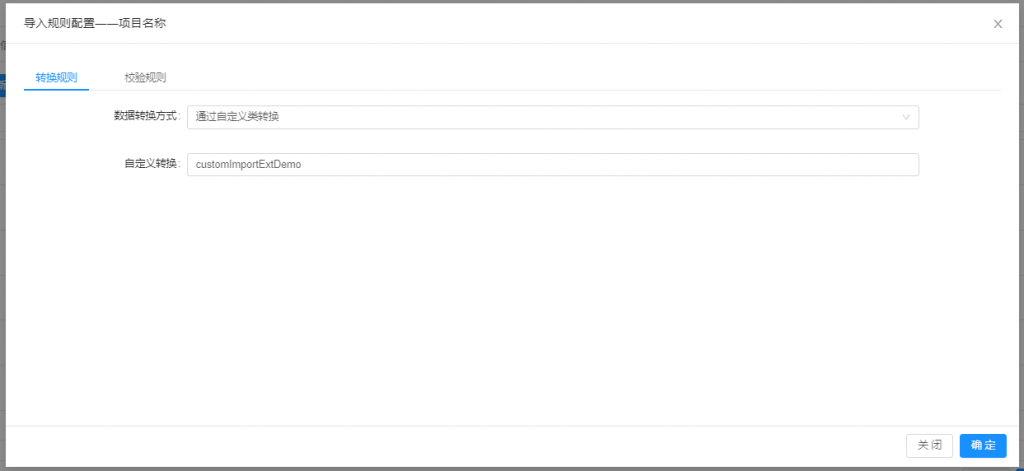 导入规则配置——项目名称
转换规则 校验规则
数据转换方式: 通过自定义类转换
自定义转换: customImportExtDemo
关闭 确定